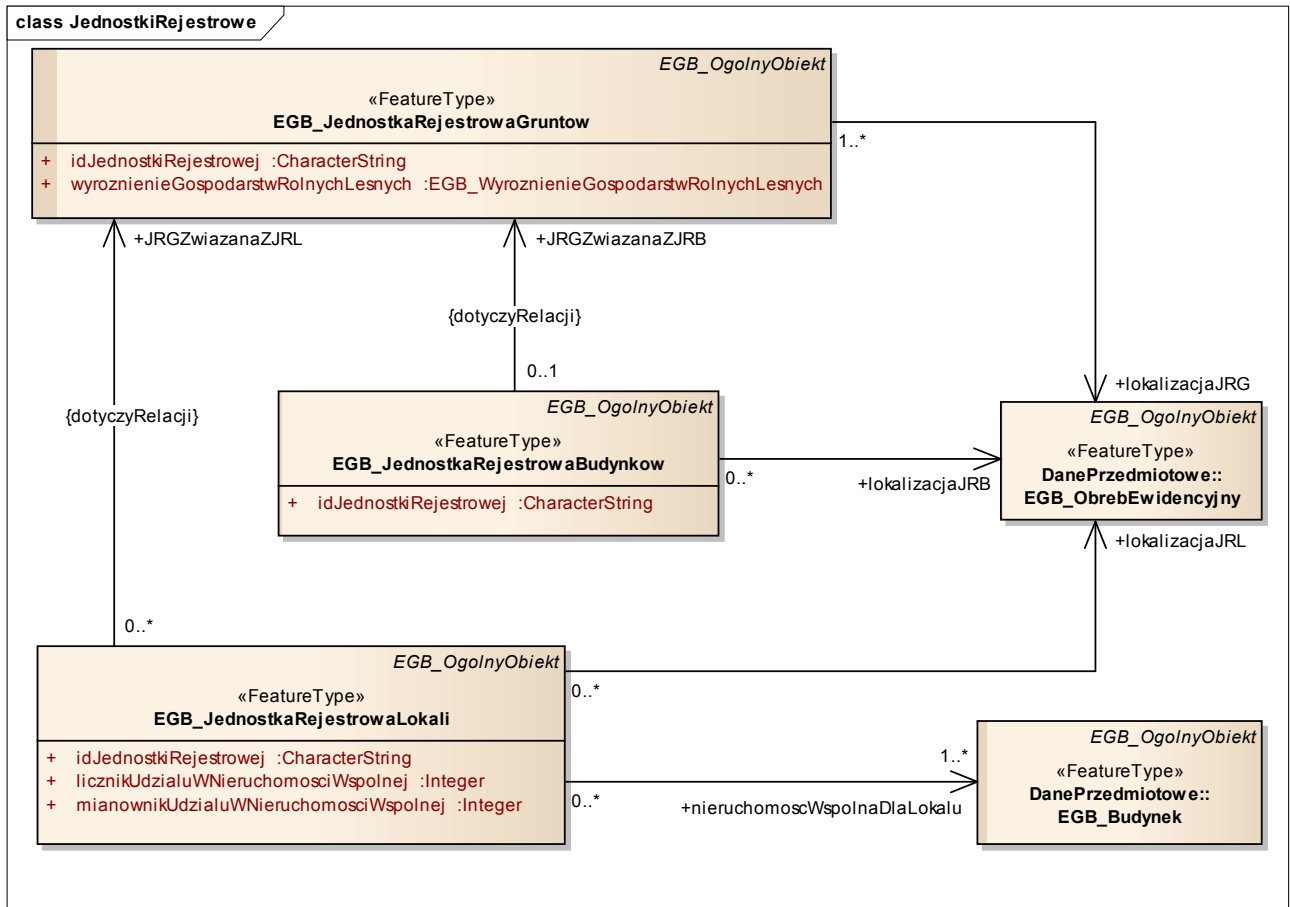 class JednostkiRejestrowe
EGB_OgolnyObiekt
«FeatureType»
EGB_JednostkaRejestrowaGruntow
+ idJednostkiRejestrowej :CharacterString
+ wyroznienieGospodarstwRolnychLesnych :EGB_WyroznienieGospodarstwRolnychLesnych
1..*
+JRGZwiazanaZJRL
+JRGZwiazanaZJRB
{dotyczyRelacji}
0..1
+lokalizacjaJRG
{dotyczyRelacji}
EGB_OgolnyObiekt
«FeatureType»
EGB_JednostkaRejestrowaBudynkow
+ idJednostkiRejestrowej :CharacterString
0..*
+lokalizacjaJRB
EGB_OgolnyObiekt
«FeatureType»
DanePrzedmiotowe::
EGB_ObrebEwidencyjny
+lokalizacjaJRL
0..*
EGB_OgolnyObiekt
«FeatureType»
EGB_JednostkaRejestrowaLokali
+ idJednostkiRejestrowej :CharacterString
+ licznikUdzialuWNieruchomosciWspolnej :Integer
+ mianownikUdzialuWNieruchomosciWspolnej :Integer
0..*
0..*
1..*
+nieruchomoscWspolnaDlaLokalu
EGB_OgolnyObiekt
«FeatureType»
DanePrzedmiotowe::
EGB_Budynek